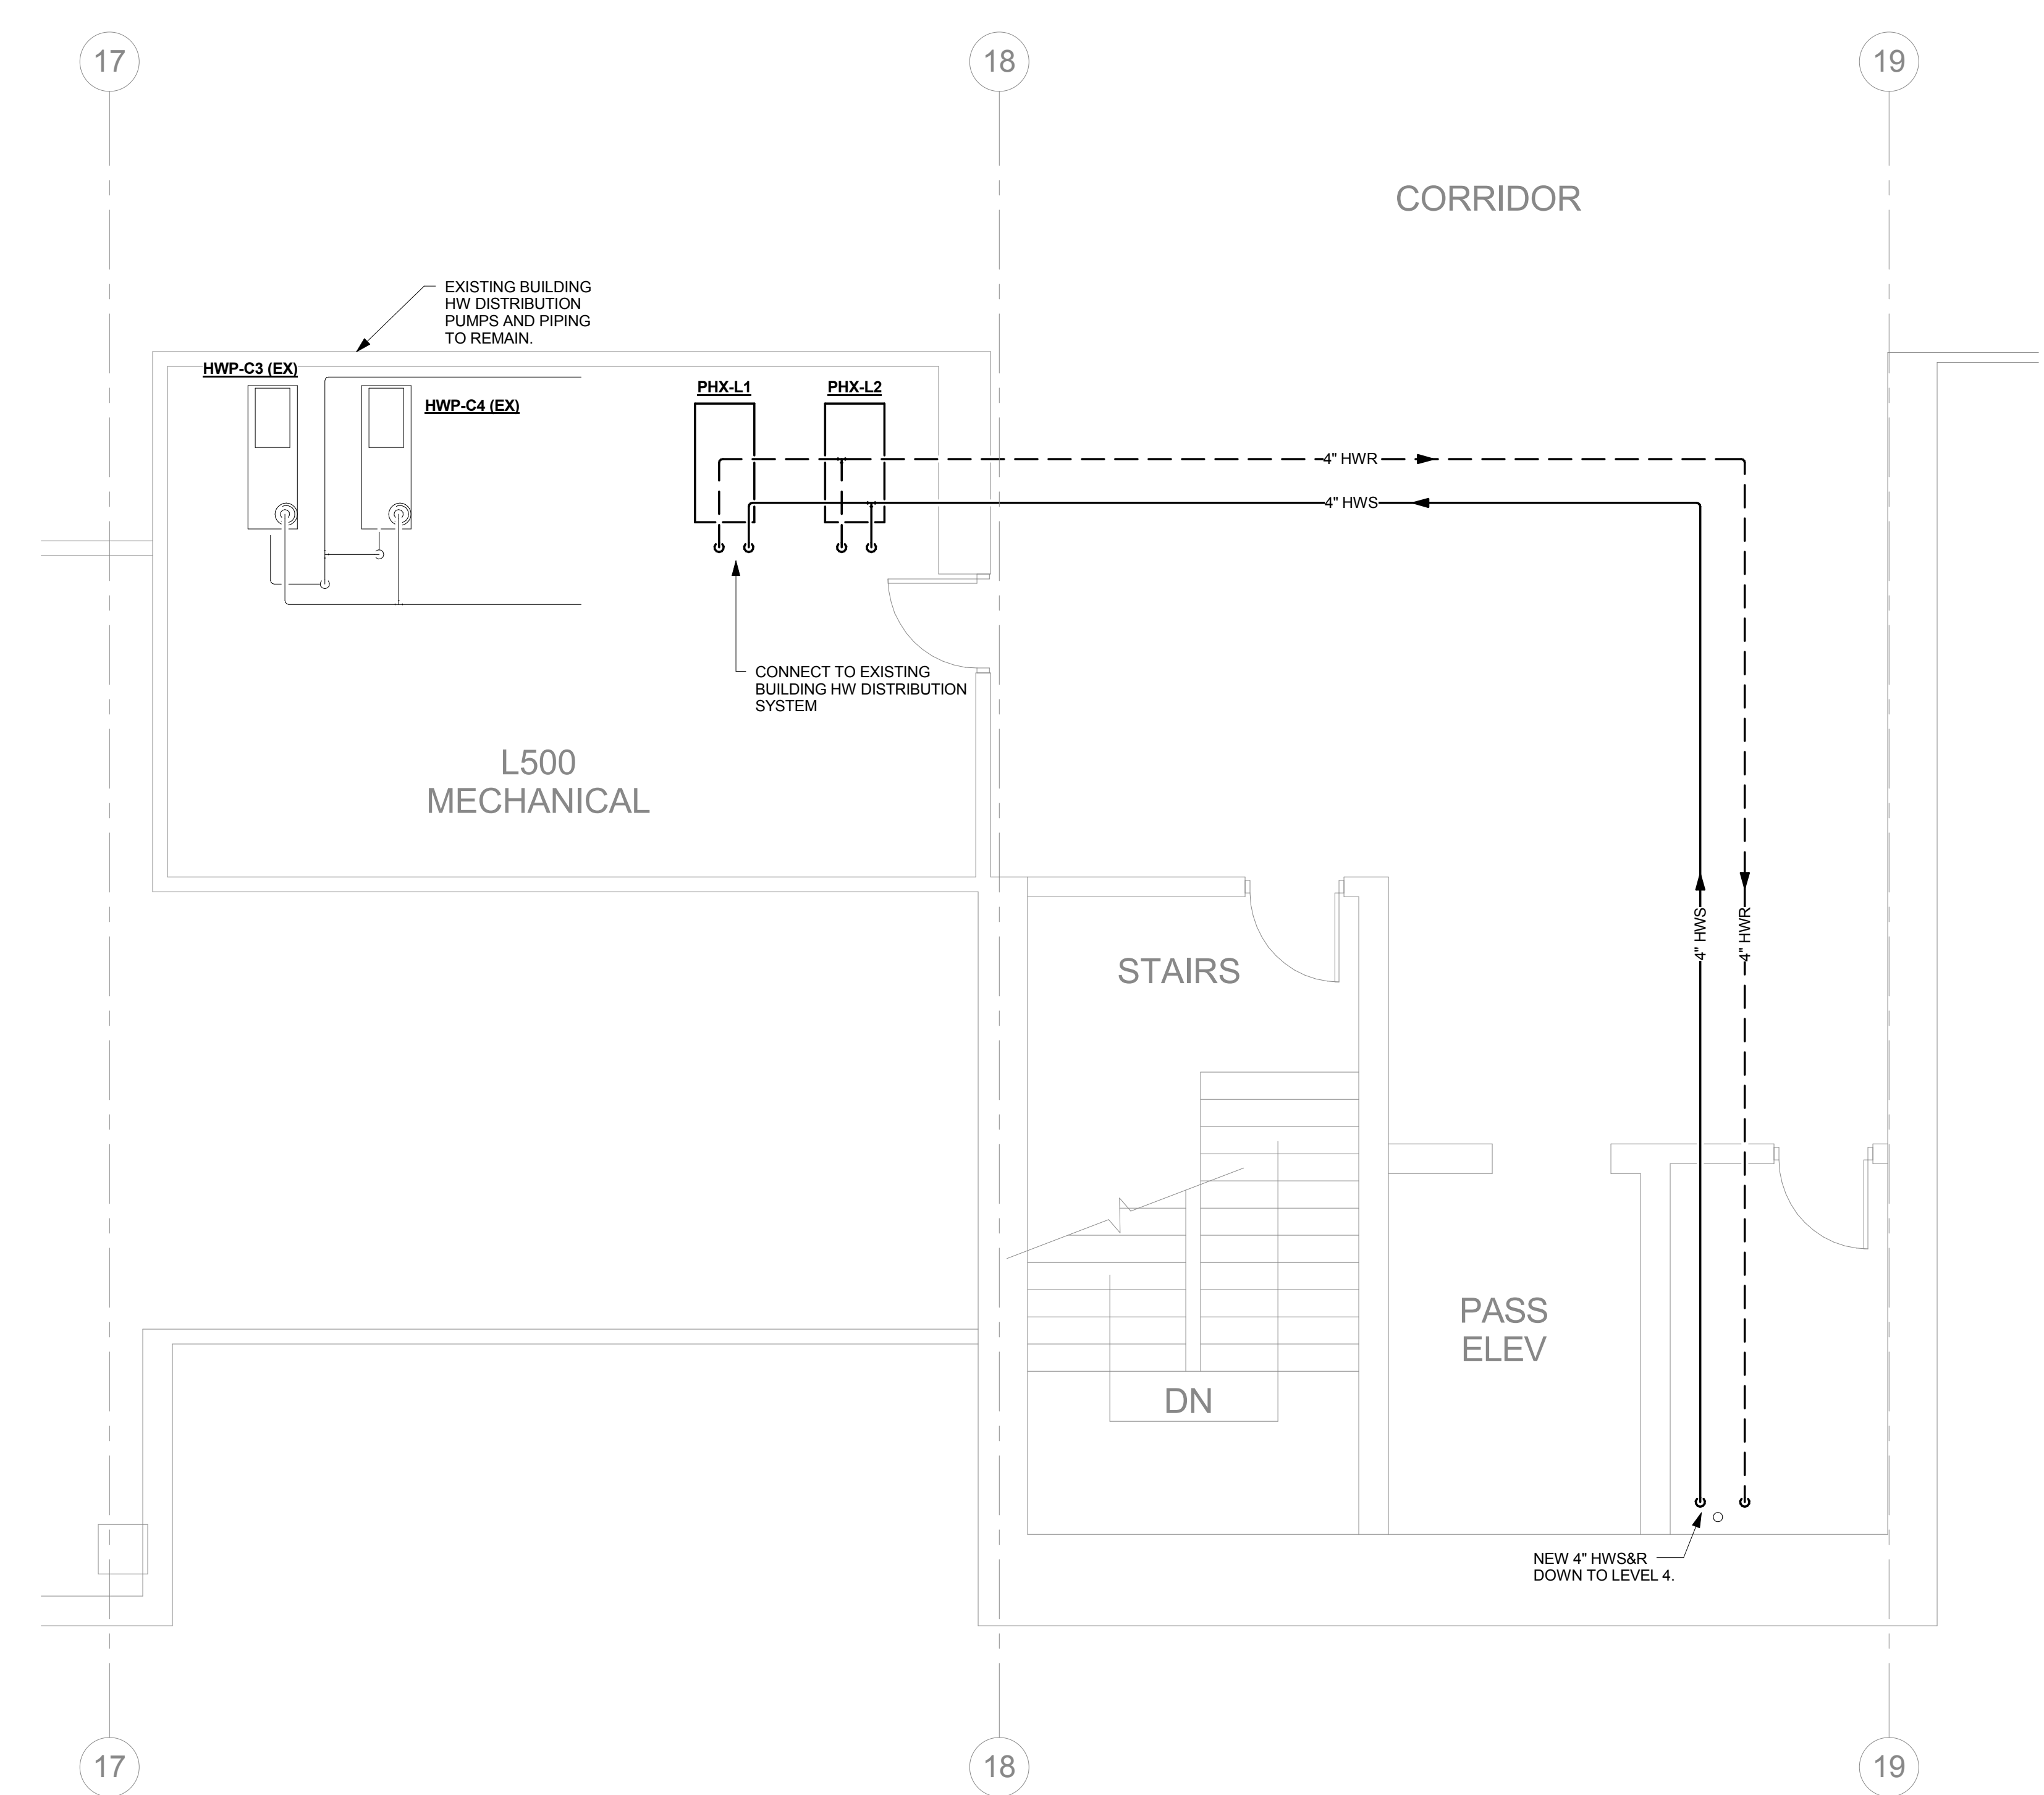 17
18
19
CORRIDOR
EXISTING BUILDING
HW DISTRIBUTION
PUMPS AND PIPING
TO REMAIN.
HWP-C3 (EX)
HWP-C4 (EX)
PHX-L1
PHX-L2
4" HWR
4" HWS
CONNECT TO EXISTING
BUILDING HW DISTRIBUTION
SYSTEM
L500
MECHANICAL
4" HWS
4" HWR
STAIRS
PASS
ELEV
DN
NEW 4" HWS&R
DOWN TO LEVEL 4.
17
18
19